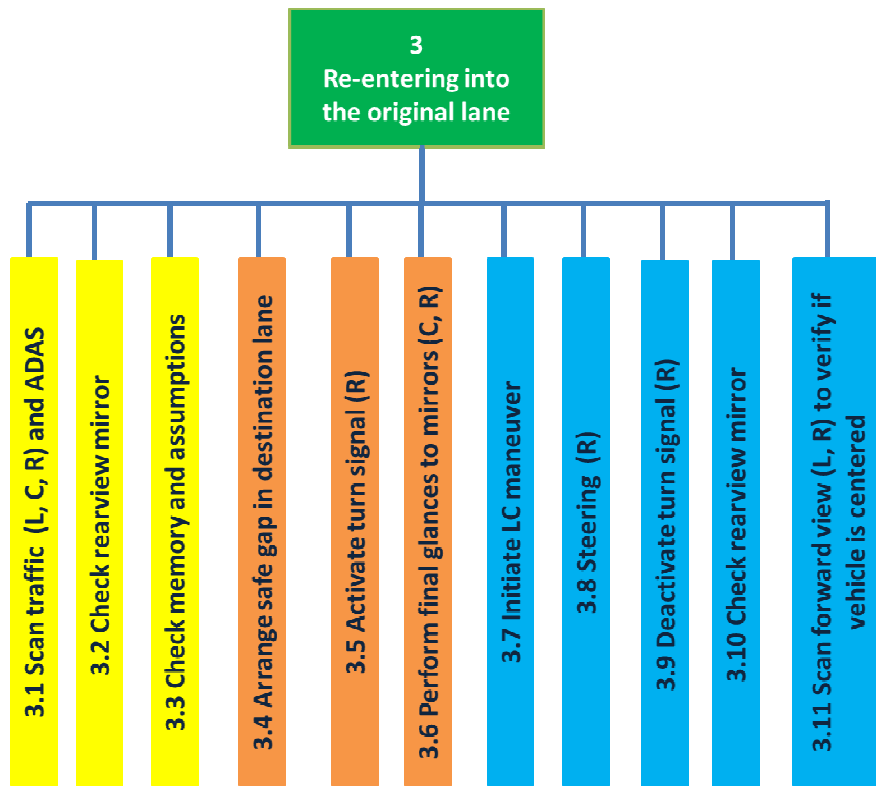 3
Re-entering into
the original lane
3.1 Scan traffic (L, C, R) and ADAS
3.2 Check rearview mirror
3.3 Check memory and assumptions
3.4 Arrange safe gap in destination lane
3.5 Activate turn signal (R)
3.6 Perform final glances to mirrors (C, R)
3.7 Initiate LC maneuver
3.8 Steering (R)
3.9 Deactivate turn signal (R)
3.10 Check rearview mirror
3.11 Scan forward view (L, R) to verify if
vehicle is centered